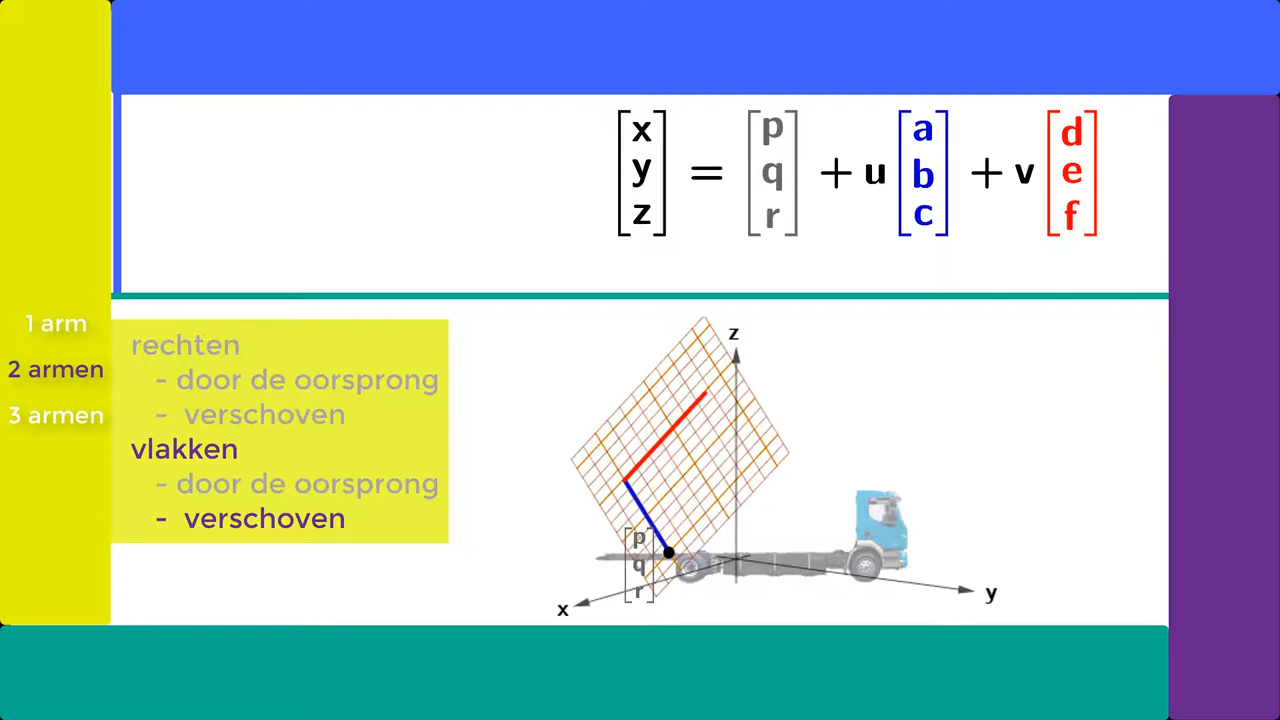 [x y z] = [p q r] + u [a b c] + v [d e f]
1 arm
2 armen
3 armen
rechten
- door de oorsprong
- verschoven
vlakken
- door de oorsprong
- verschoven
z
p
q
r
x
y